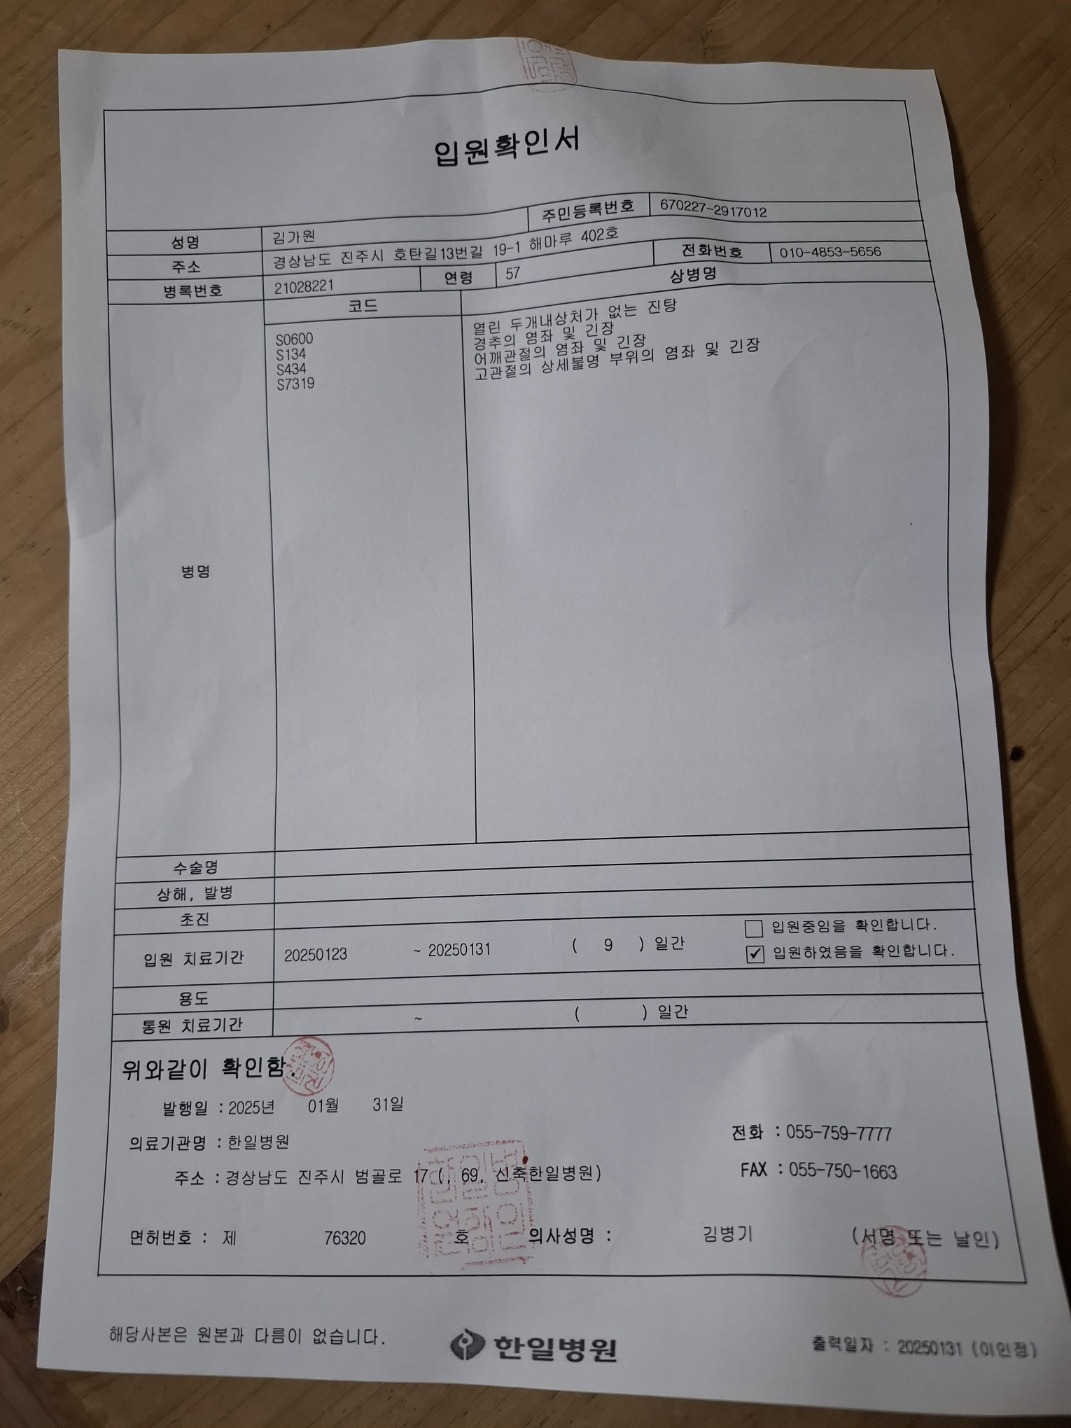 입원확인서
주민등록번호 670227-2917012
성명 김가원
주소 경상남도 진주시 호탄길13번길 19-1 해마루 402호
병록번호 21028221 연령 57 전화번호 010-4853-5656
코드 상병명
병명
S0600 열린 두개내상처가 없는 진탕
S134 경추의 염좌 및 긴장
S434 어깨관절의 염좌 및 긴장
S7319 고관절의 상세불명 부위의 염좌 및 긴장
수술명
상해, 발병
초진
입원 치료기간 20250123 ~ 20250131 ( 9 ) 일간
입원중임을 확인합니다.
✓ 입원하였음을 확인합니다.
용도
통원 치료기간 ~ ( ) 일간
위와같이 확인함.
발행일 : 2025년 01월 31일
의료기관명 : 한일병원 전화 : 055-759-7777
주소 : 경상남도 진주시 범골로 17 (, 69, 신축한일병원) FAX : 055-750-1663
면허번호 : 제 76320 호 의사성명 : 김병기 (서명 또는 날인)
해당사본은 원본과 다름이 없습니다.
한일병원
출력일자 : 20250131 (이인정)